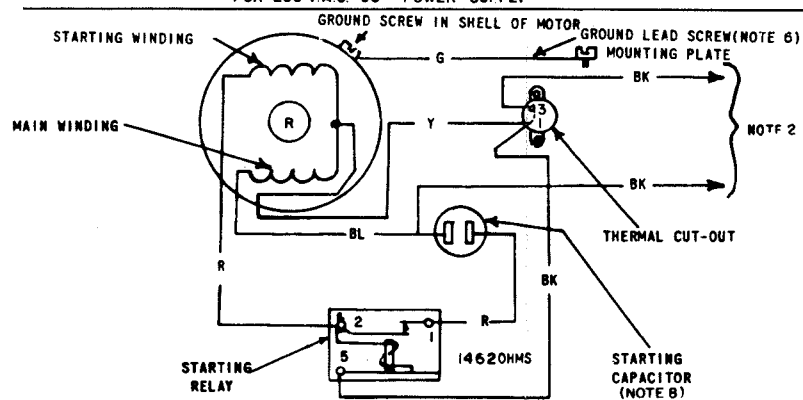 GROUND SCREW IN SHELL OF MOTOR
STARTING WINDING
GROUND LEAD SCREW(NOTE 6)
MOUNTING PLATE
G
BK
3
1
R
MAIN WINDING
Y
NOTE 2
BK
THERMAL CUT-OUT
BL
R
BK
2
1
R
5
1462OHMS
STARTING
RELAY
STARTING
CAPACITOR
(NOTE 8)